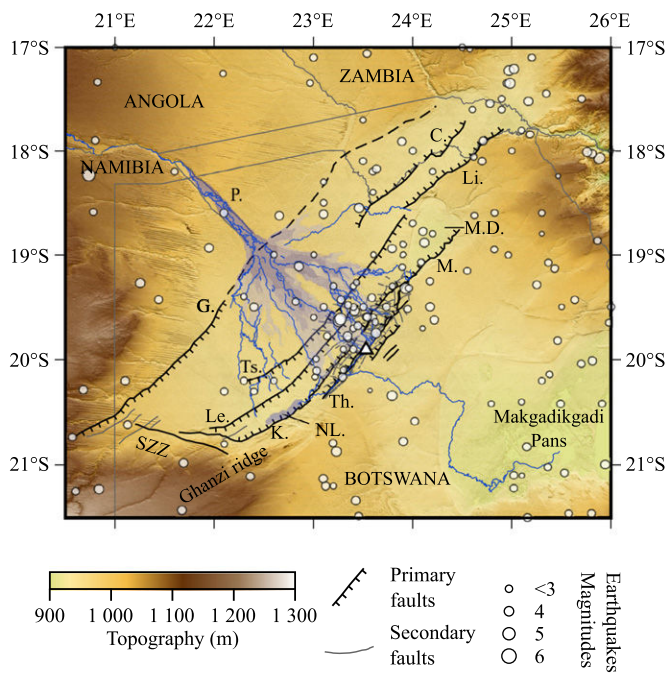 21°E 22°E 23°E 24°E 25°E 26°E
17°S 17°S
ZAMBIA
ANGOLA
C.
18°S 18°S
NAMIBIA
Li.
P.
M.D.
19°S 19°S
M.
G.
20°S 20°S
Ts.
Th.
Le.
Makgadikgadi
Pans
NL.
K.
SZZ
21°S 21°S
Ghanzi ridge
BOTSWANA
900 1 000 1 100 1 200 1 300
Topography (m)
Primary
faults
Secondary
faults
<3
4
5
6
Earthquakes
Magnitudes